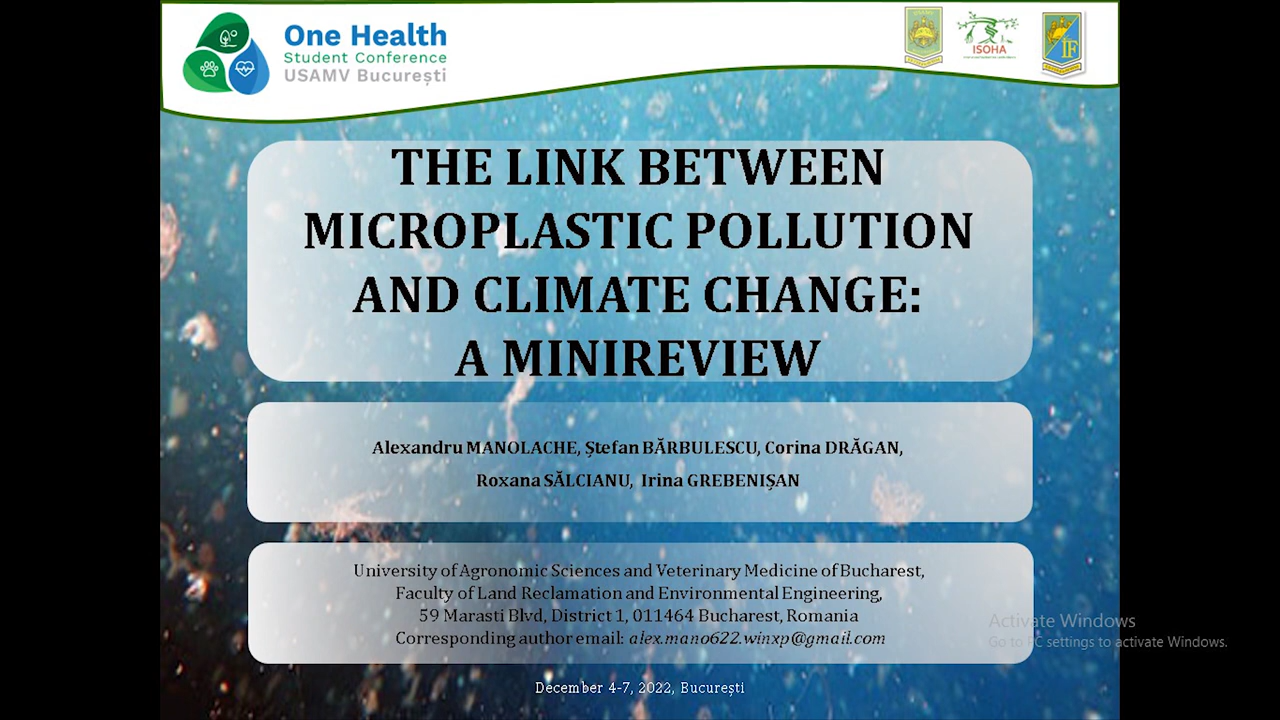 One Health
Student Conference
USAMV București
ISOHA
IF
THE LINK BETWEEN
MICROPLASTIC POLLUTION
AND CLIMATE CHANGE:
A MINIREVIEW
Alexandru MANOLACHE, Ștefan BĂRBULESCU, Corina DRĂGAN,
Roxana SĂLCIANU, Irina GREBENIȘAN
University of Agronomic Sciences and Veterinary Medicine of Bucharest,
Faculty of Land Reclamation and Environmental Engineering,
59 Marasti Blvd, District 1, 011464 Bucharest, Romania
Corresponding author email: alex.mano622.winxp@gmail.com
Activate Windows
Go to PC settings to activate Windows.
December 4-7, 2022, București